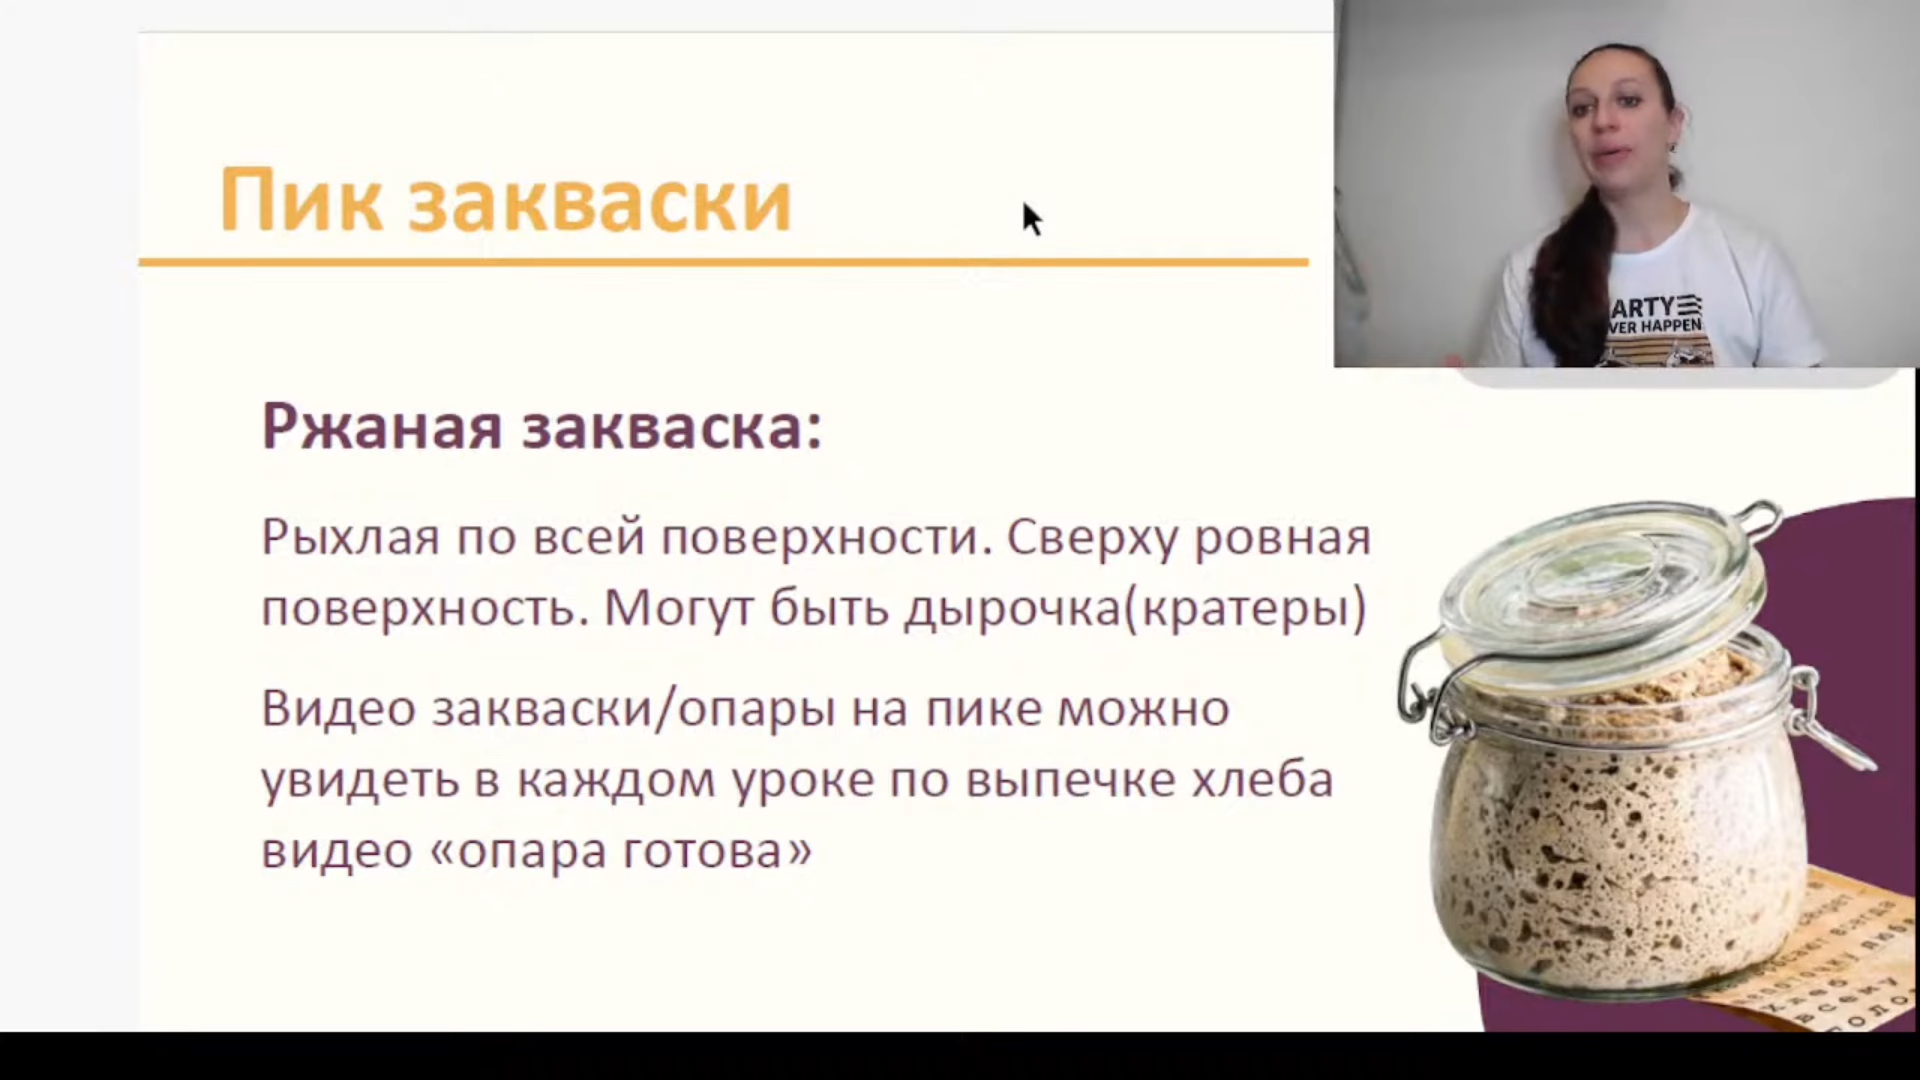 Пик закваски
ARTY
VER HAPPEN
Ржаная закваска:
Рыхлая по всей поверхности. Сверху ровная
поверхность. Могут быть дырочка(кратеры)
Видео закваски/опары на пике можно
увидеть в каждом уроке по выпечке хлеба
видео «опара готова»